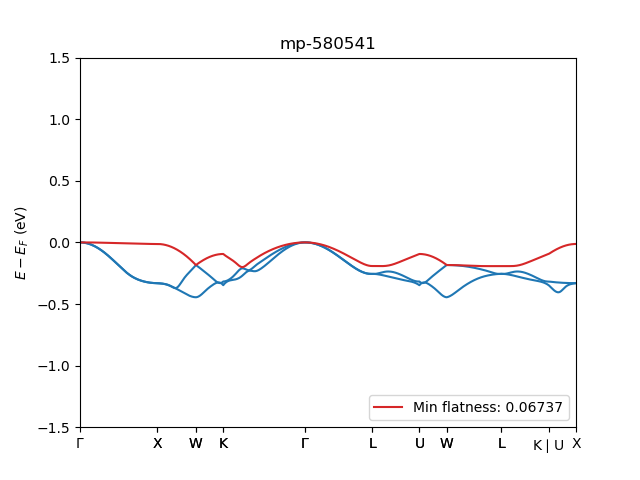 mp-580541
E − E_F (eV)
1.5
1.0
0.5
0.0
−0.5
−1.0
−1.5
Min flatness: 0.06737
Γ X W K Γ L U W L K | U X